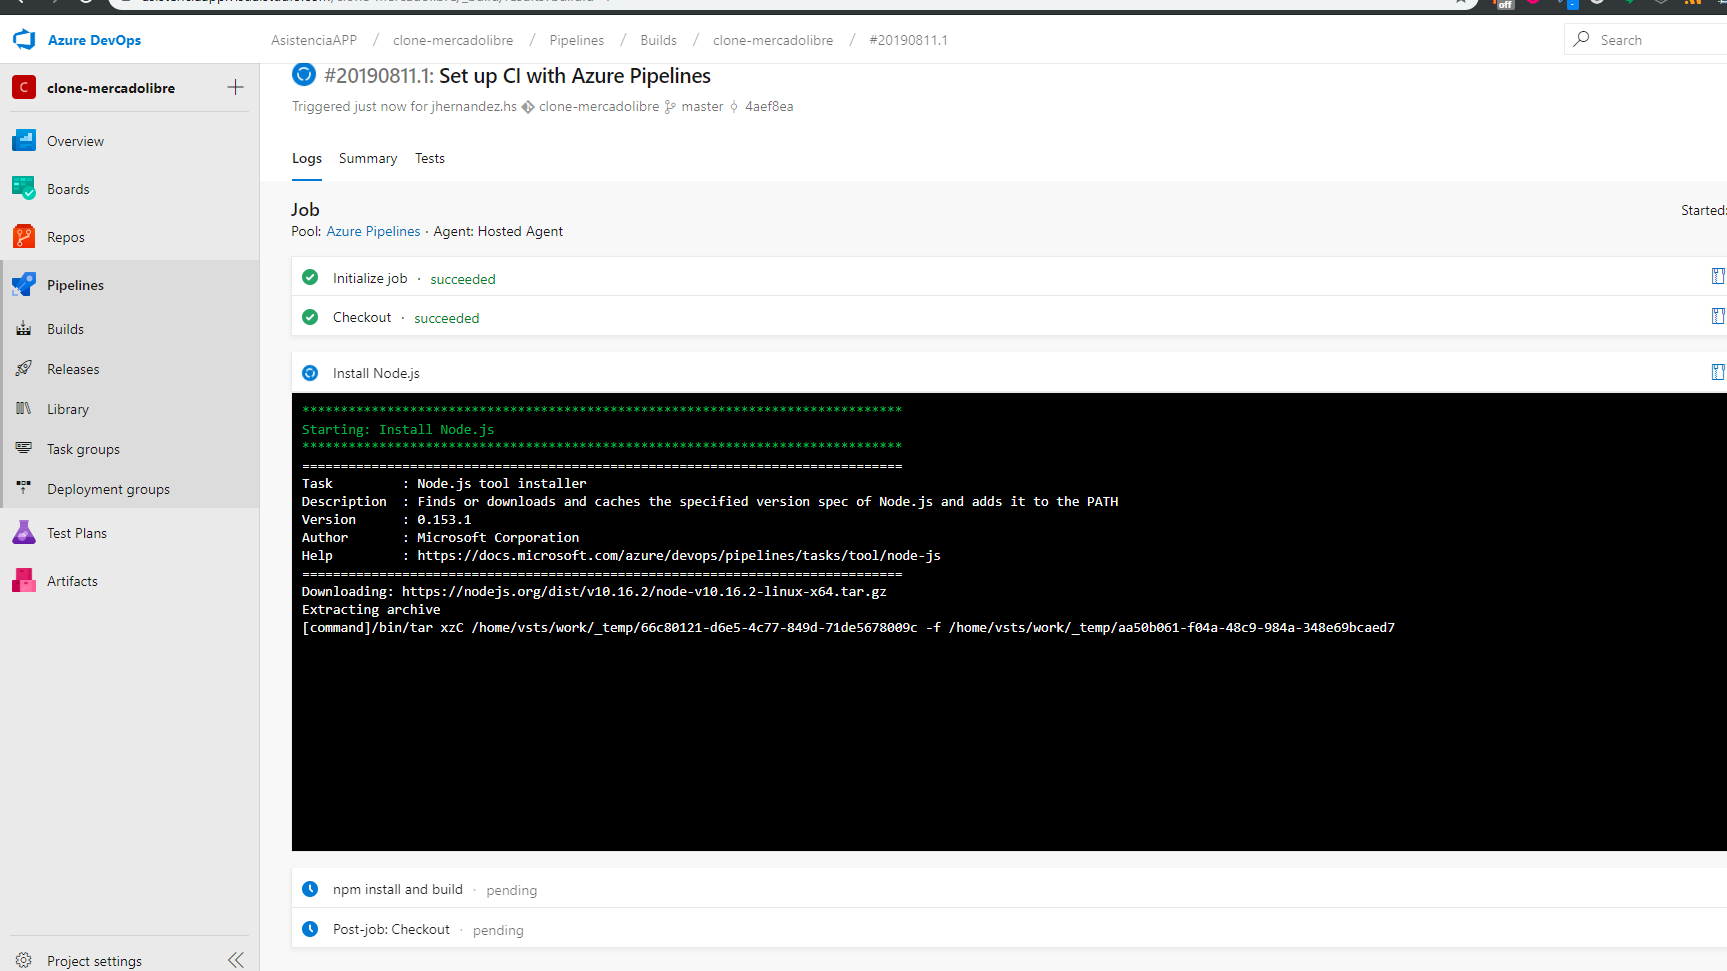 Azure DevOps
AsistenciaAPP / clone-mercadolibre / Pipelines / Builds / clone-mercadolibre / #20190811.1
Search
C clone-mercadolibre
Overview
Boards
Repos
Pipelines
Builds
Releases
Library
Task groups
Deployment groups
Test Plans
Artifacts
Project settings
#20190811.1: Set up CI with Azure Pipelines
Triggered just now for jhernandez.hs clone-mercadolibre master 4aef8ea
Logs Summary Tests
Job
Started:
Pool: Azure Pipelines · Agent: Hosted Agent
Initialize job · succeeded
Checkout · succeeded
Install Node.js
******************************************************************************
Starting: Install Node.js
******************************************************************************
==============================================================================
Task         : Node.js tool installer
Description  : Finds or downloads and caches the specified version spec of Node.js and adds it to the PATH
Version      : 0.153.1
Author       : Microsoft Corporation
Help         : https://docs.microsoft.com/azure/devops/pipelines/tasks/tool/node-js
==============================================================================
Downloading: https://nodejs.org/dist/v10.16.2/node-v10.16.2-linux-x64.tar.gz
Extracting archive
[command]/bin/tar xzC /home/vsts/work/_temp/66c80121-d6e5-4c77-849d-71de5678009c -f /home/vsts/work/_temp/aa50b061-f04a-48c9-984a-348e69bcaed7
npm install and build · pending
Post-job: Checkout · pending
off